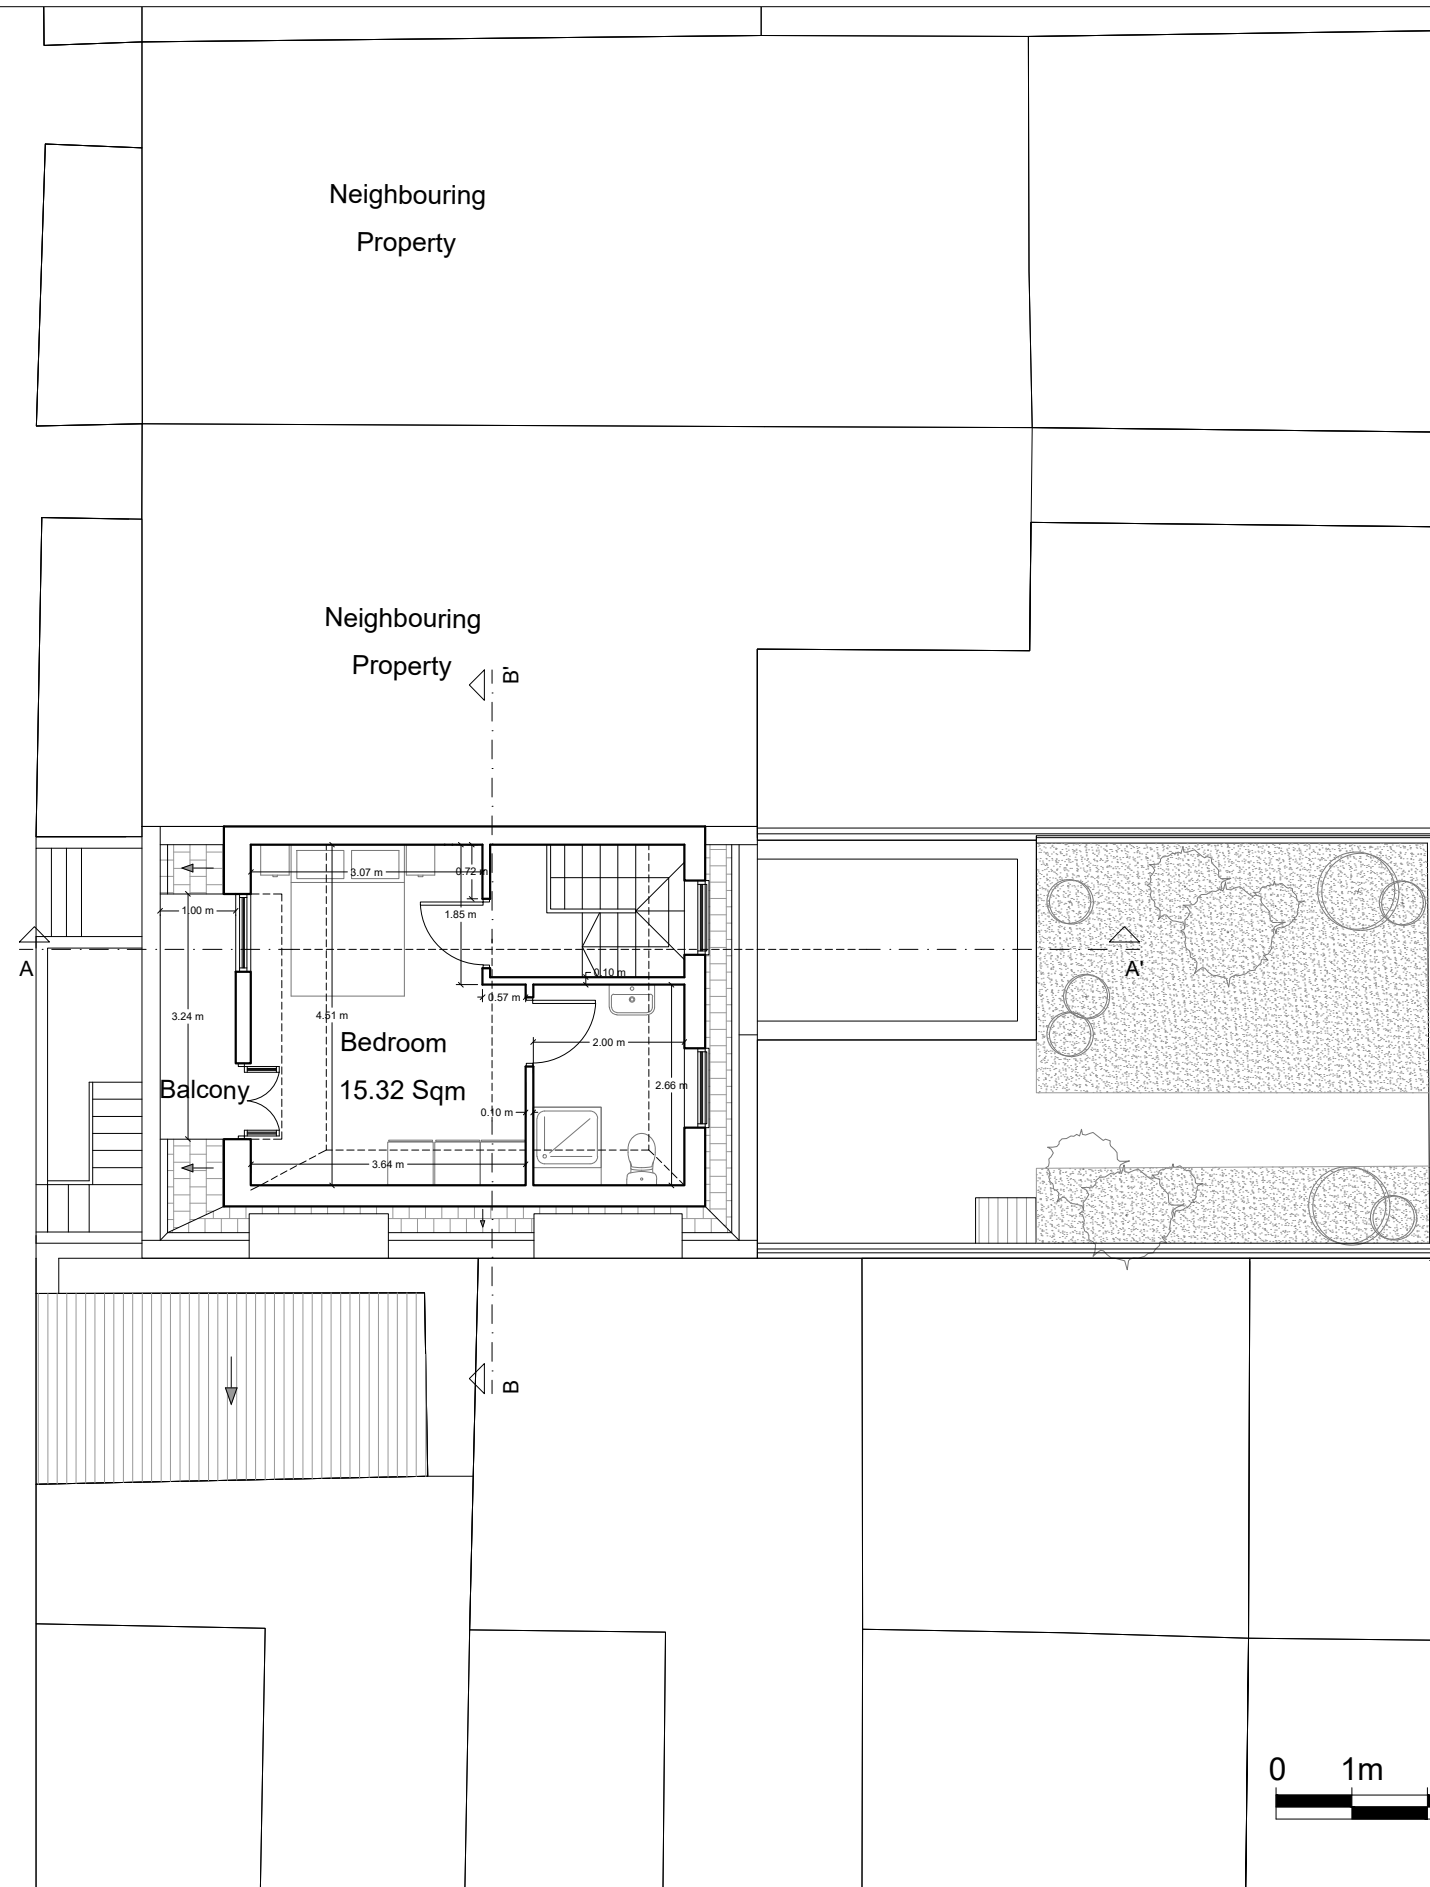 Neighbouring
Property
Neighbouring
Property
B'
3.07 m
0.72 m
1.00 m
1.85 m
A
A'
0.10 m
0.57 m
3.24 m
4.51 m
Bedroom
2.00 m
Balcony
15.32 Sqm
2.66 m
0.10 m
3.64 m
B
0 1m